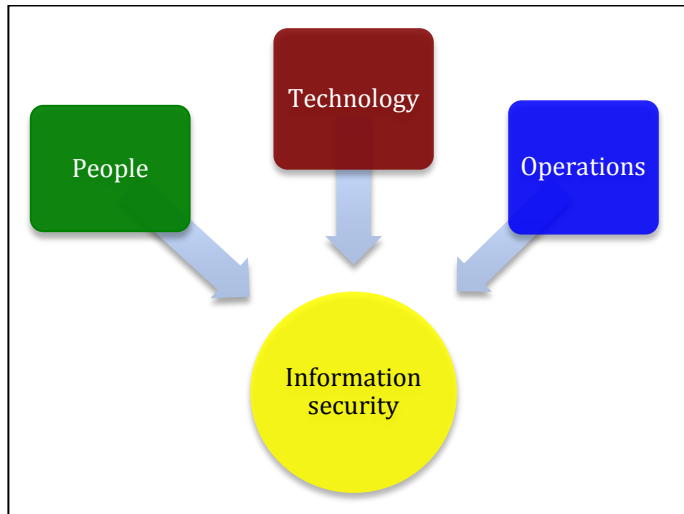 Technology
People
Operations
Information
security